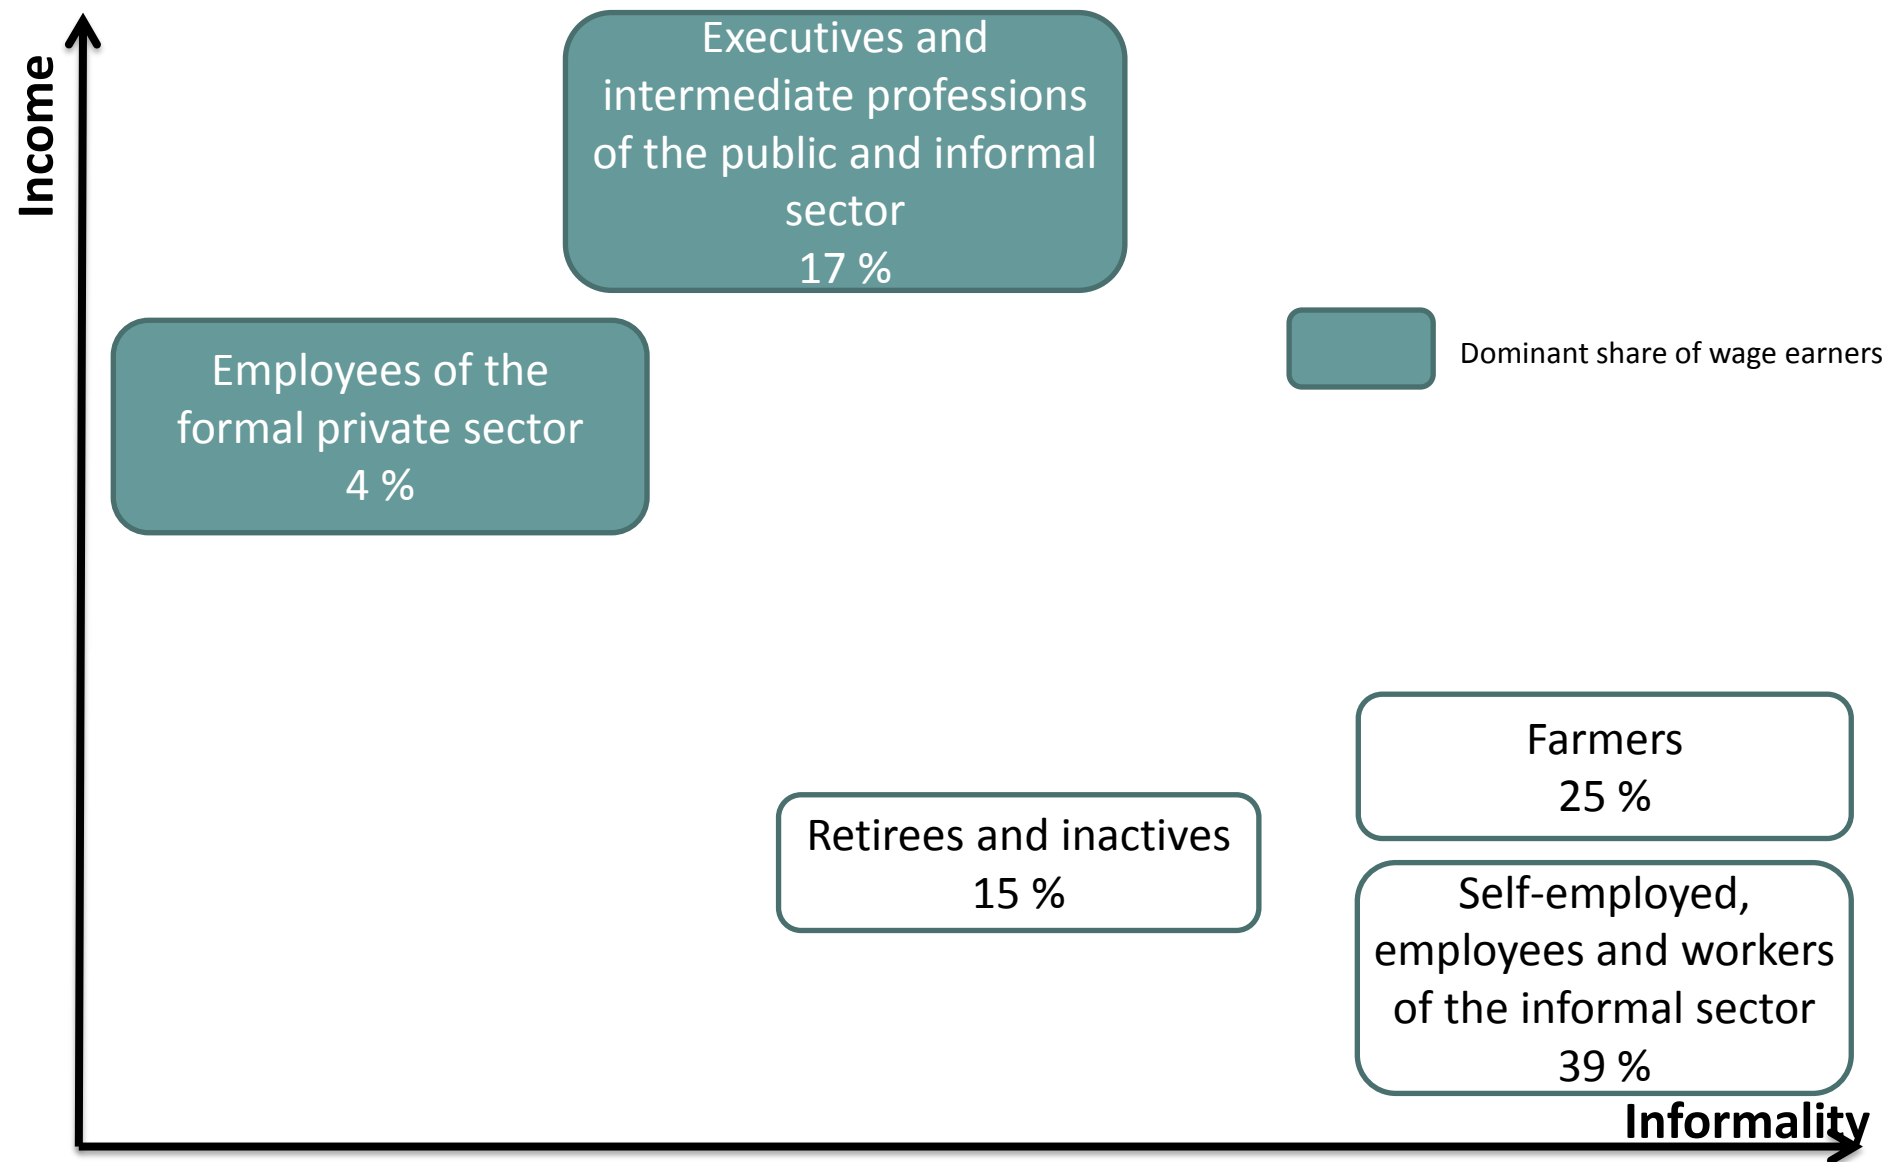 Income
Executives and
intermediate professions
of the public and informal
sector
17 %
Employees of the
formal private sector
4 %
Dominant share of wage earners
Farmers
25 %
Retirees and inactives
15 %
Self-employed,
employees and workers
of the informal sector
39 %
Informality